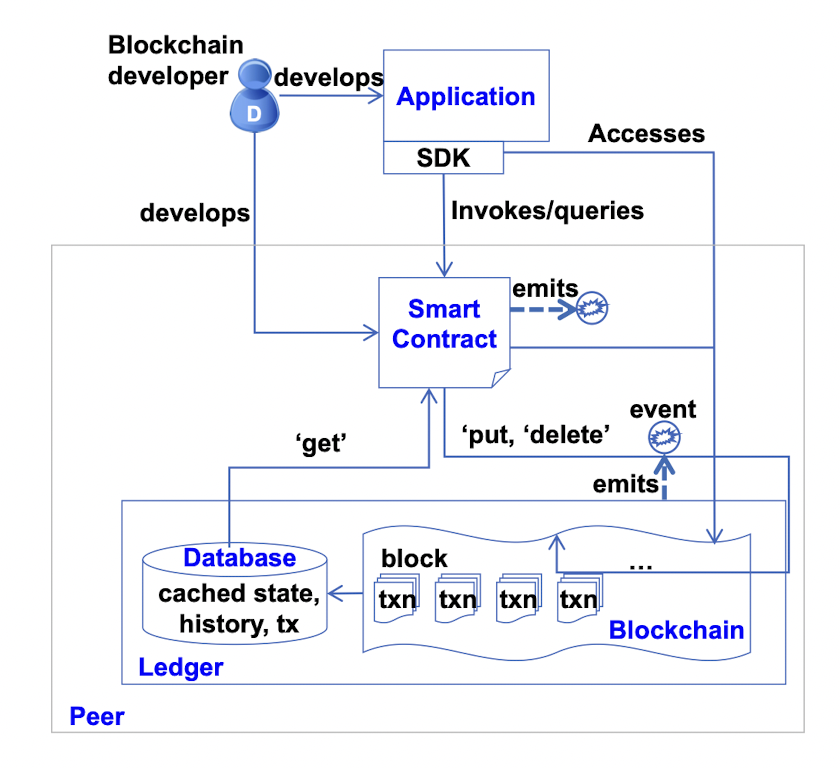 Blockchain
developer
develops
D
Application
SDK
Accesses
develops
Invokes/queries
Smart
Contract
emits
event
‘get’
‘put, ‘delete’
emits
Database
cached state,
history, tx
block
...
txn
txn
txn
txn
Blockchain
Ledger
Peer